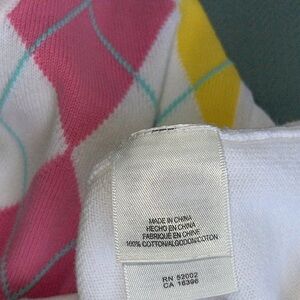 MADE IN CHINA
HECHO EN CHINA
FABRIQUÉ EN CHINE
100% COTTON/ALGODON/COTON
RN 52002
CA 16396